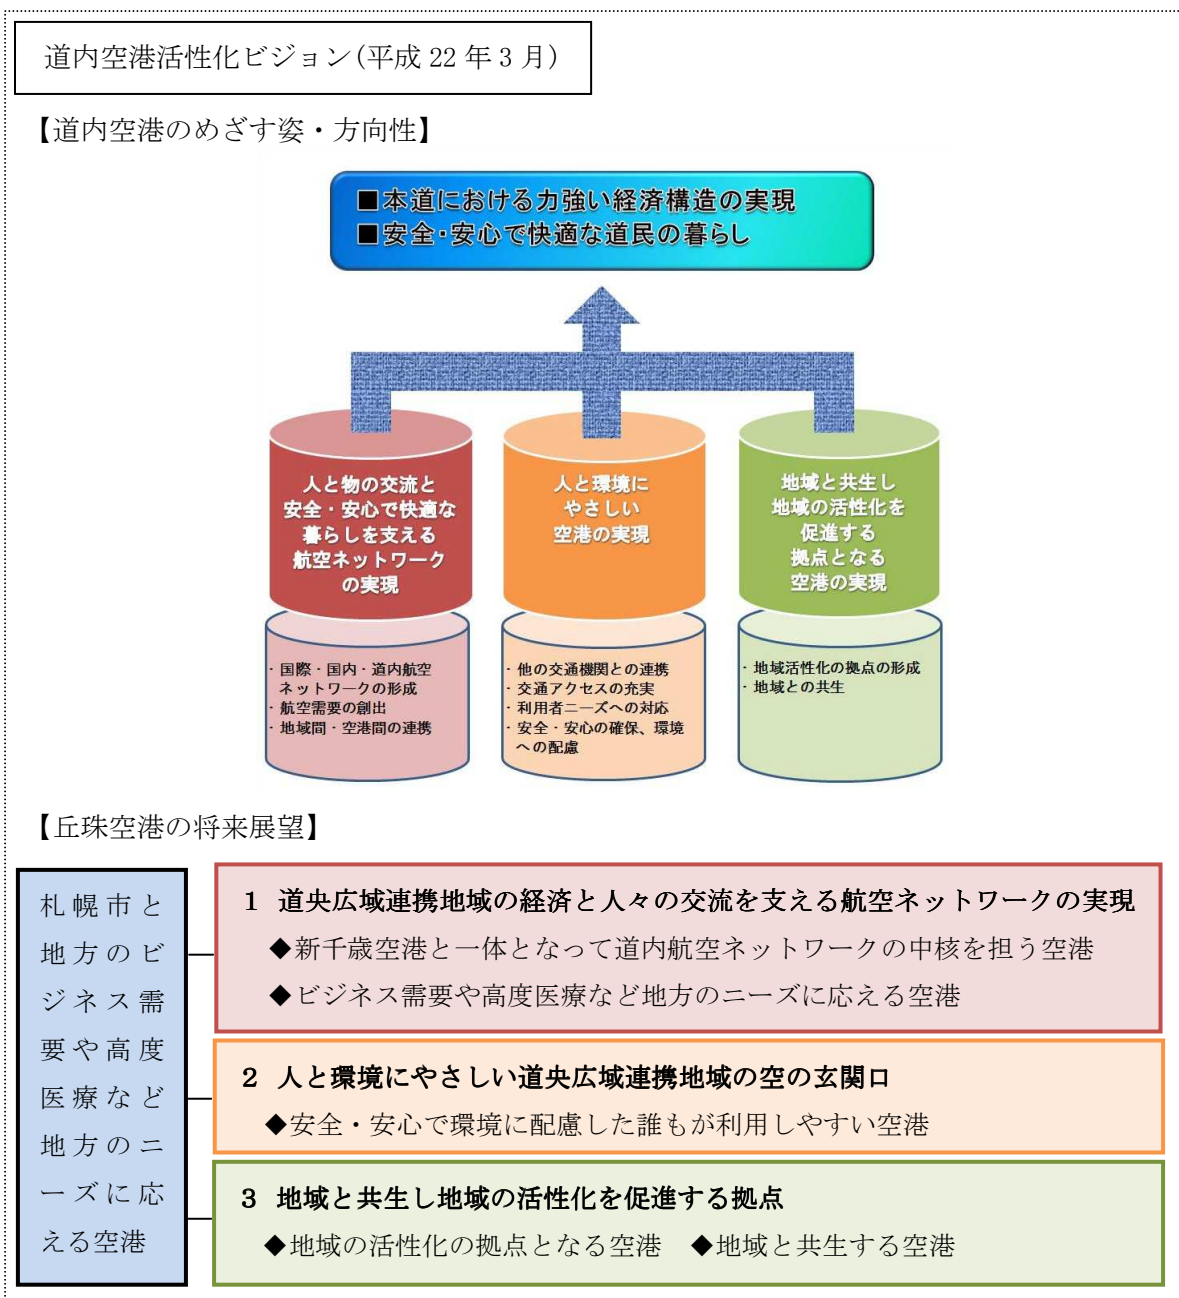 道内空港活性化ビジョン(平成 22 年 3 月)
【道内空港のめざす姿・方向性】
■本道における力強い経済構造の実現
■安全・安心で快適な道民の暮らし
人と物の交流と
安全・安心で快適な
暮らしを支える
航空ネットワーク
の実現
人と環境に
やさしい
空港の実現
地域と共生し
地域の活性化を
促進する
拠点となる
空港の実現
・国際・国内・道内航空
ネットワークの形成
・航空需要の創出
・地域間・空港間の連携
・他の交通機関との連携
・交通アクセスの充実
・利用者ニーズへの対応
・安全・安心の確保、環境
への配慮
・地域活性化の拠点の形成
・地域との共生
【丘珠空港の将来展望】
札幌市と
地方のビ
ジネス需
要や高度
医療など
地方のニ
ーズに応
える空港
1 道央広域連携地域の経済と人々の交流を支える航空ネットワークの実現
◆新千歳空港と一体となって道内航空ネットワークの中核を担う空港
◆ビジネス需要や高度医療など地方のニーズに応える空港
2 人と環境にやさしい道央広域連携地域の空の玄関口
◆安全・安心で環境に配慮した誰もが利用しやすい空港
3 地域と共生し地域の活性化を促進する拠点
◆地域の活性化の拠点となる空港 ◆地域と共生する空港